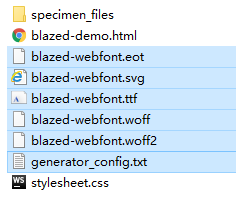 specimen_files
blazed-demo.html
blazed-webfont.eot
blazed-webfont.svg
blazed-webfont.ttf
blazed-webfont.woff
blazed-webfont.woff2
generator_config.txt
WS stylesheet.css